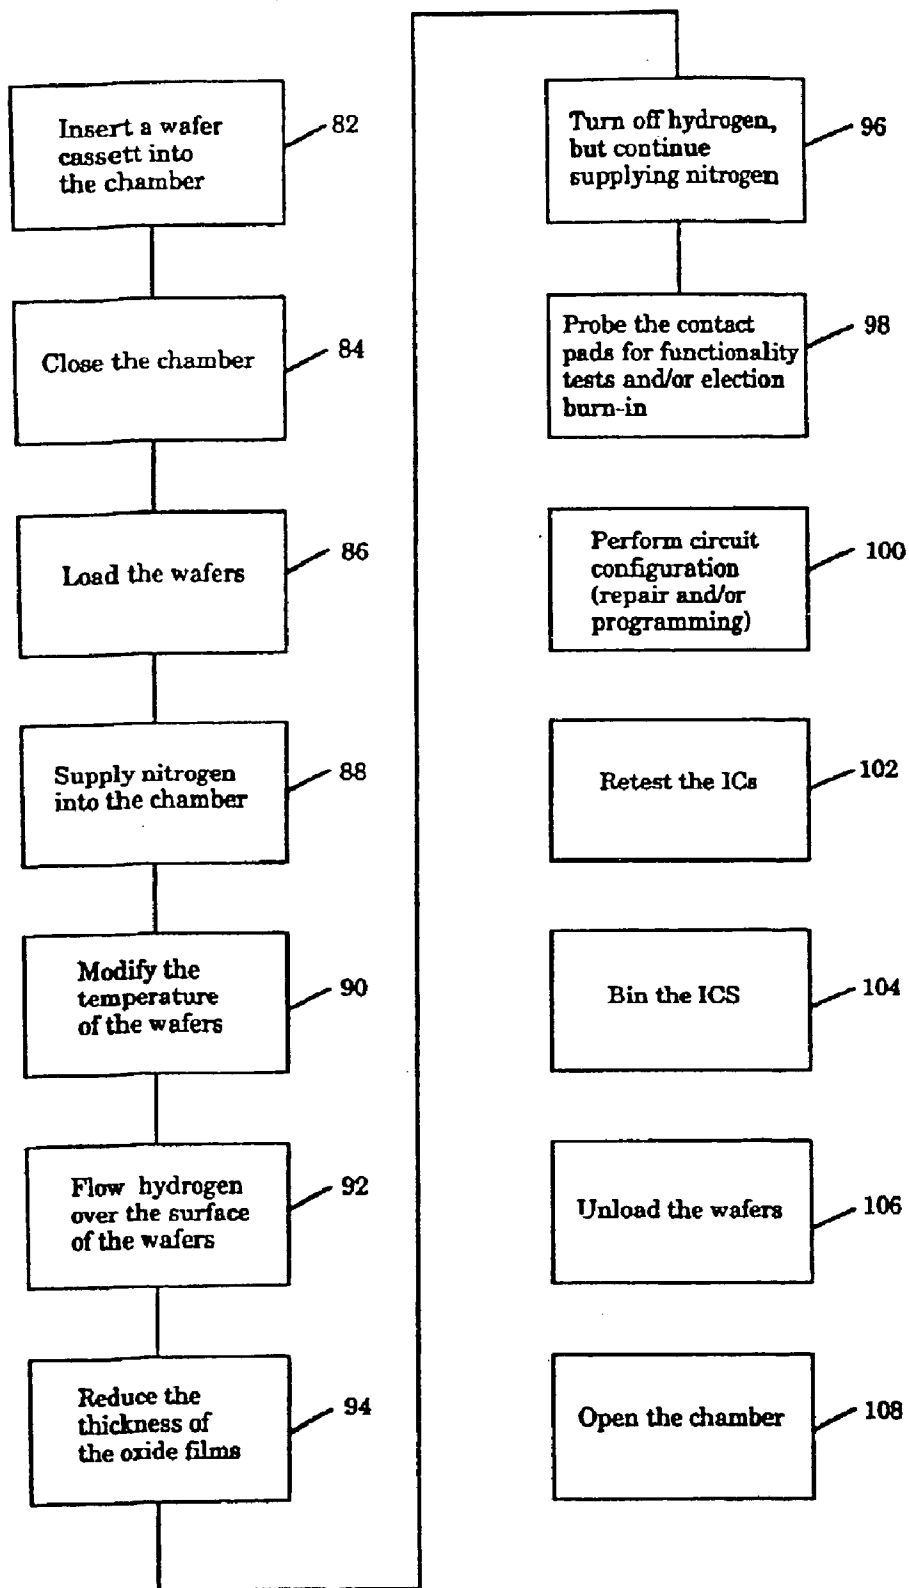 Insert a wafer
cassett into
the chamber
82
Close the chamber
84
Load the wafers
86
Supply nitrogen
into the chamber
88
Modify the
temperature
of the wafers
90
Flow hydrogen
over the surface
of the wafers
92
Reduce the
thickness of
the oxide films
94
Turn off hydrogen,
but continue
supplying nitrogen
96
Probe the contact
pads for functionality
tests and/or election
burn-in
98
Perform circuit
configuration
(repair and/or
programming)
100
Retest the ICs
102
Bin the ICS
104
Unload the wafers
106
Open the chamber
108